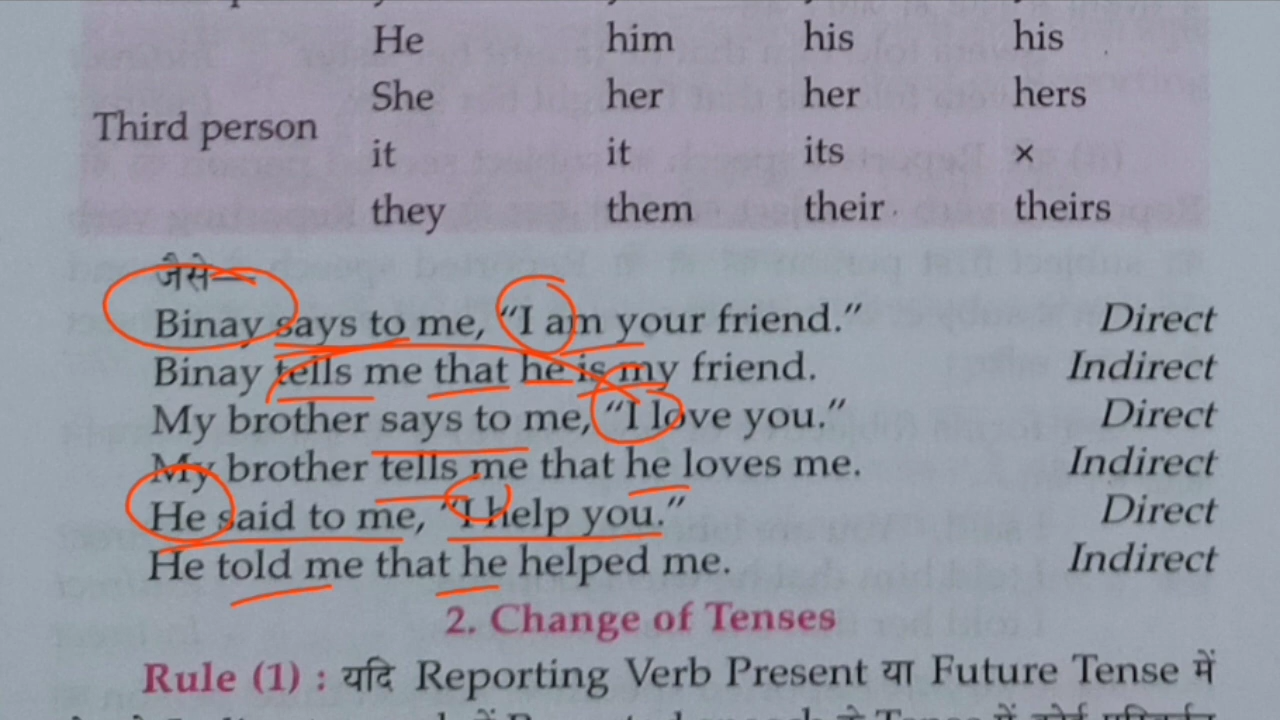 He him his his
She her her hers
Third person
it it its ×
they them their theirs
जैसे—
Binay says to me, “I am your friend.” Direct
Binay tells me that he is my friend. Indirect
My brother says to me, “I love you.” Direct
My brother tells me that he loves me. Indirect
He said to me, “I help you.” Direct
He told me that he helped me. Indirect
2. Change of Tenses
Rule (1) : यदि Reporting Verb Present या Future Tense में